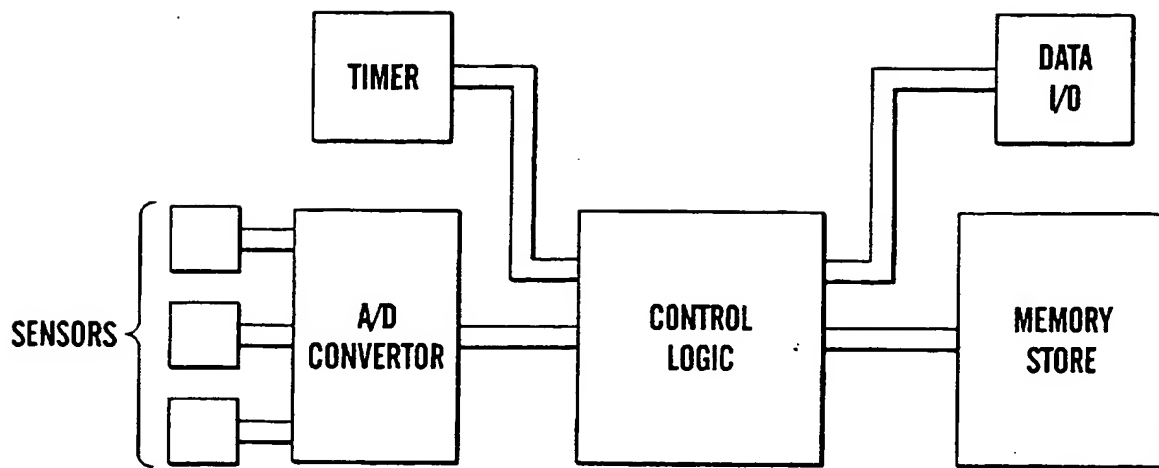 TIMER
DATA
I/O
SENSORS
A/D
CONVERTOR
CONTROL
LOGIC
MEMORY
STORE